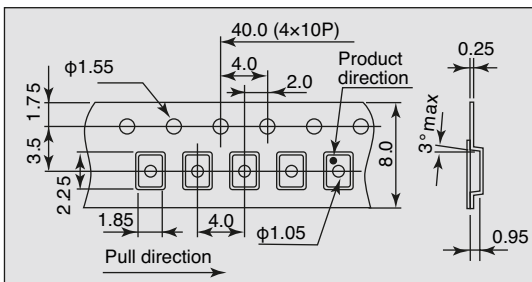 40.0 (4×10P)
0.25
φ1.55
4.0
Product
direction
2.0
1.75
3.5
2.25
8.0
3°max
1.85
4.0
φ1.05
0.95
Pull direction